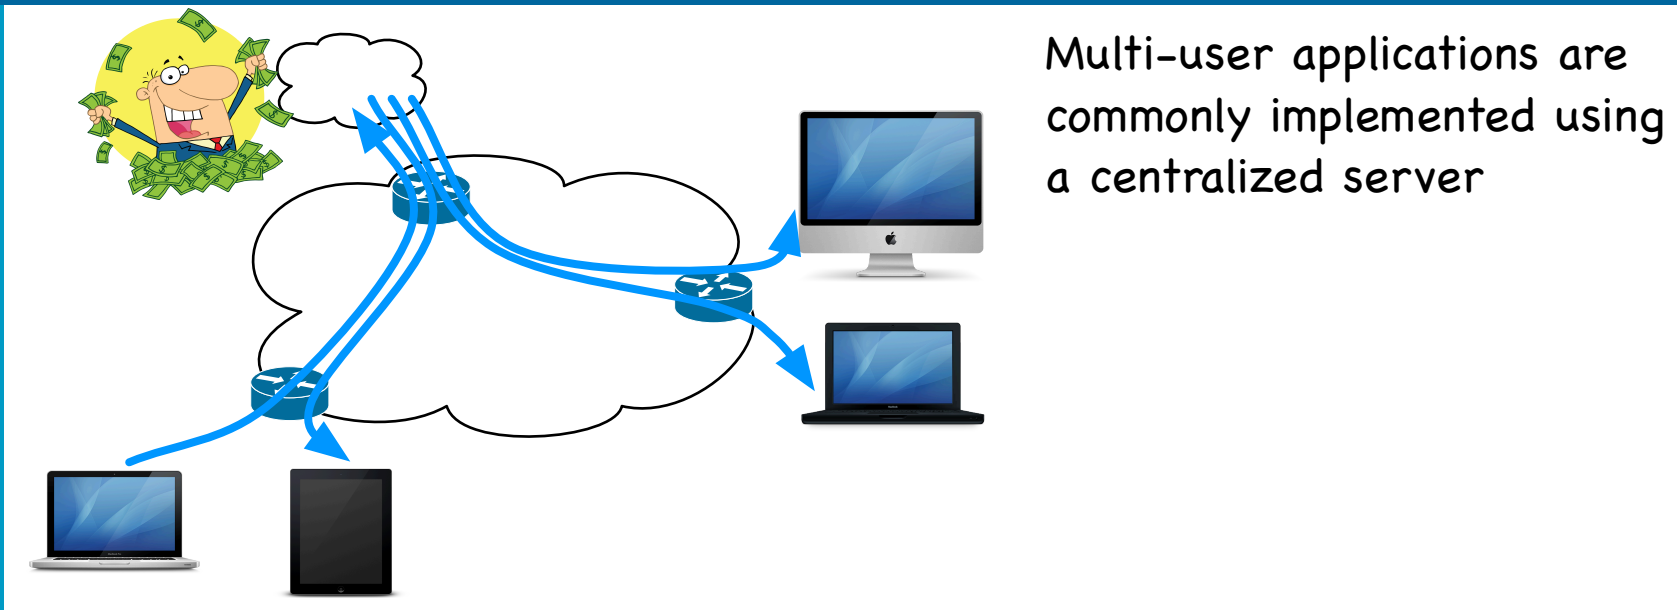 Multi-user applications are
commonly implemented using
a centralized server